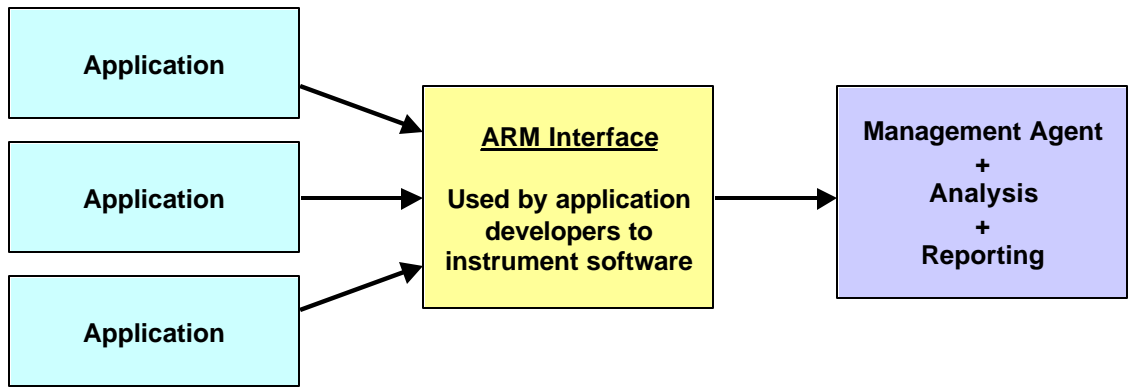 Application
Application
Application
ARM Interface
Used by application
developers to
instrument software
Management Agent
+
Analysis
+
Reporting